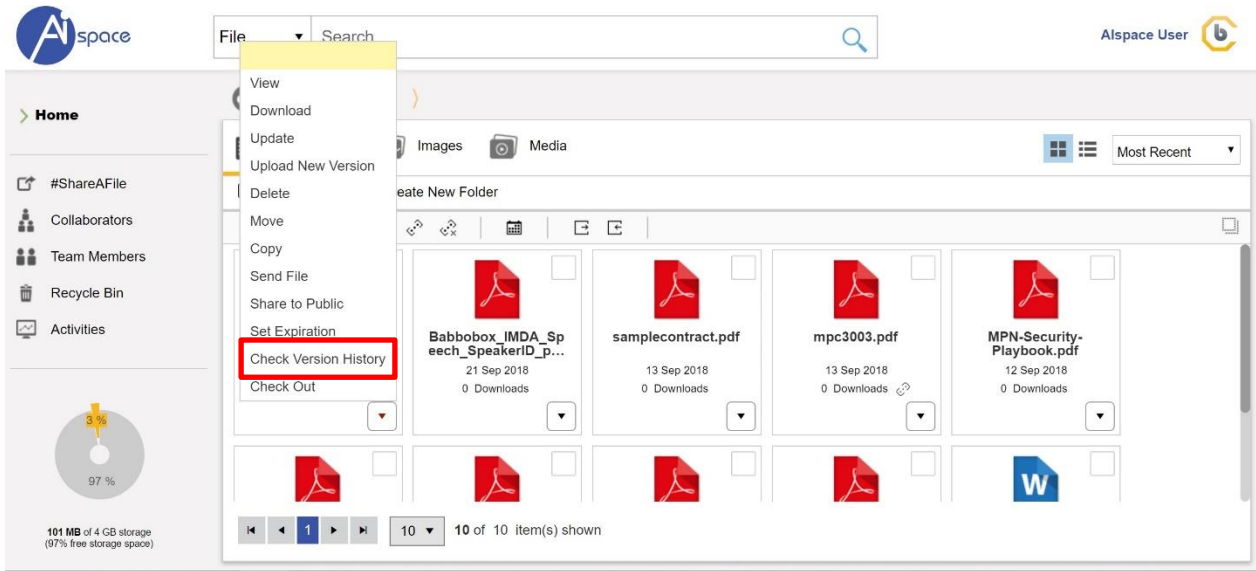 Ai space
File Search
AIspace User
b
Home
#ShareAFile
Collaborators
Team Members
Recycle Bin
Activities
3 %
97 %
101 MB of 4 GB storage
(97% free storage space)
View
Download
Update
Upload New Version
Delete
Move
Copy
Send File
Share to Public
Set Expiration
Check Version History
Check Out
Images Media
Most Recent
eate New Folder
Babbobox_IMDA_Sp
eech_SpeakerID_p...
21 Sep 2018
0 Downloads
samplecontract.pdf
13 Sep 2018
0 Downloads
mpc3003.pdf
13 Sep 2018
0 Downloads
MPN-Security-
Playbook.pdf
12 Sep 2018
0 Downloads
W
1 10 10 of 10 item(s) shown